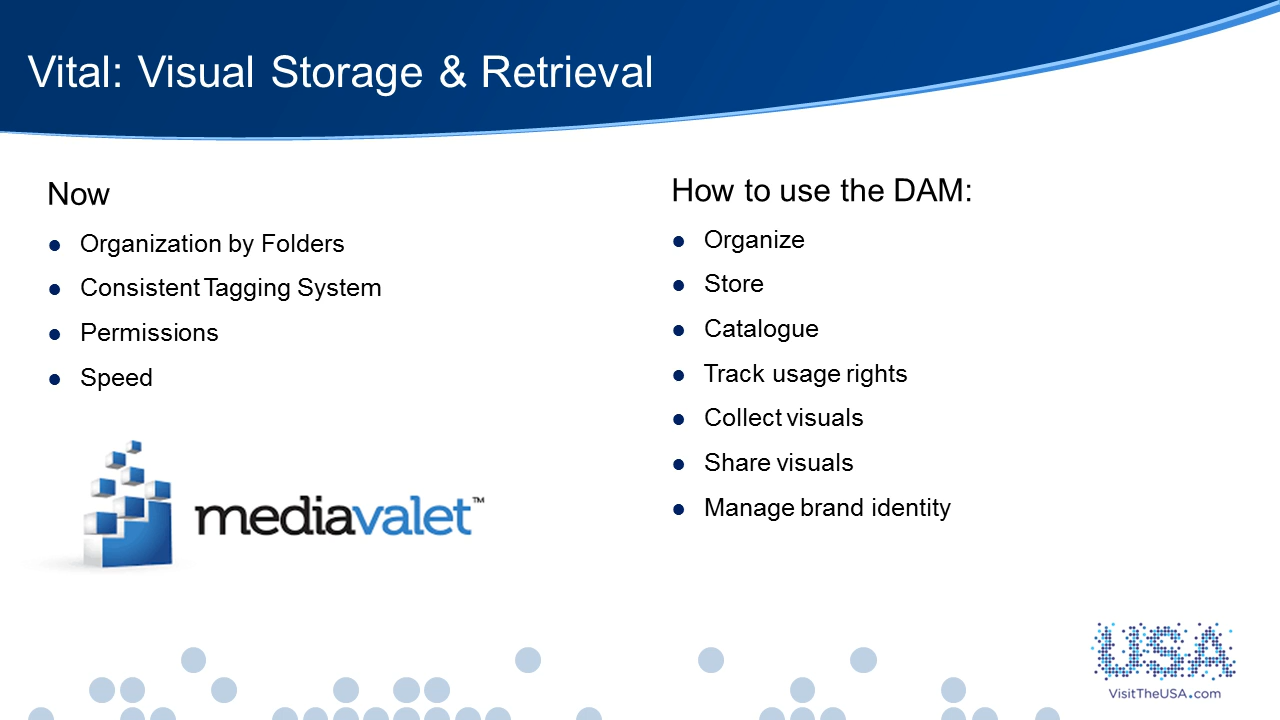 Vital: Visual Storage & Retrieval
Now
● Organization by Folders
● Consistent Tagging System
● Permissions
● Speed
mediavalet™
How to use the DAM:
● Organize
● Store
● Catalogue
● Track usage rights
● Collect visuals
● Share visuals
● Manage brand identity
USA
VisitTheUSA.com